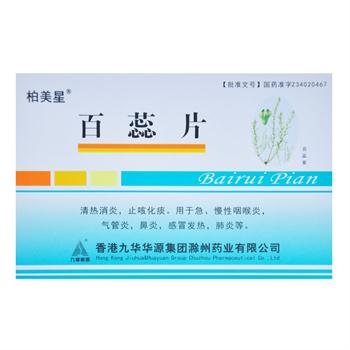 【批准文号】国药准字Z34020467
柏美星®
百蕊片
百蕊草
Bairui Pian
清热消炎，止咳化痰。用于急、慢性咽喉炎，
气管炎，鼻炎，感冒发热，肺炎等。
香港九华华源集团滁州药业有限公司
Hong Kong Jiuhua&Huayuan Group Chuzhou Pharmaceutical Co.,Ltd